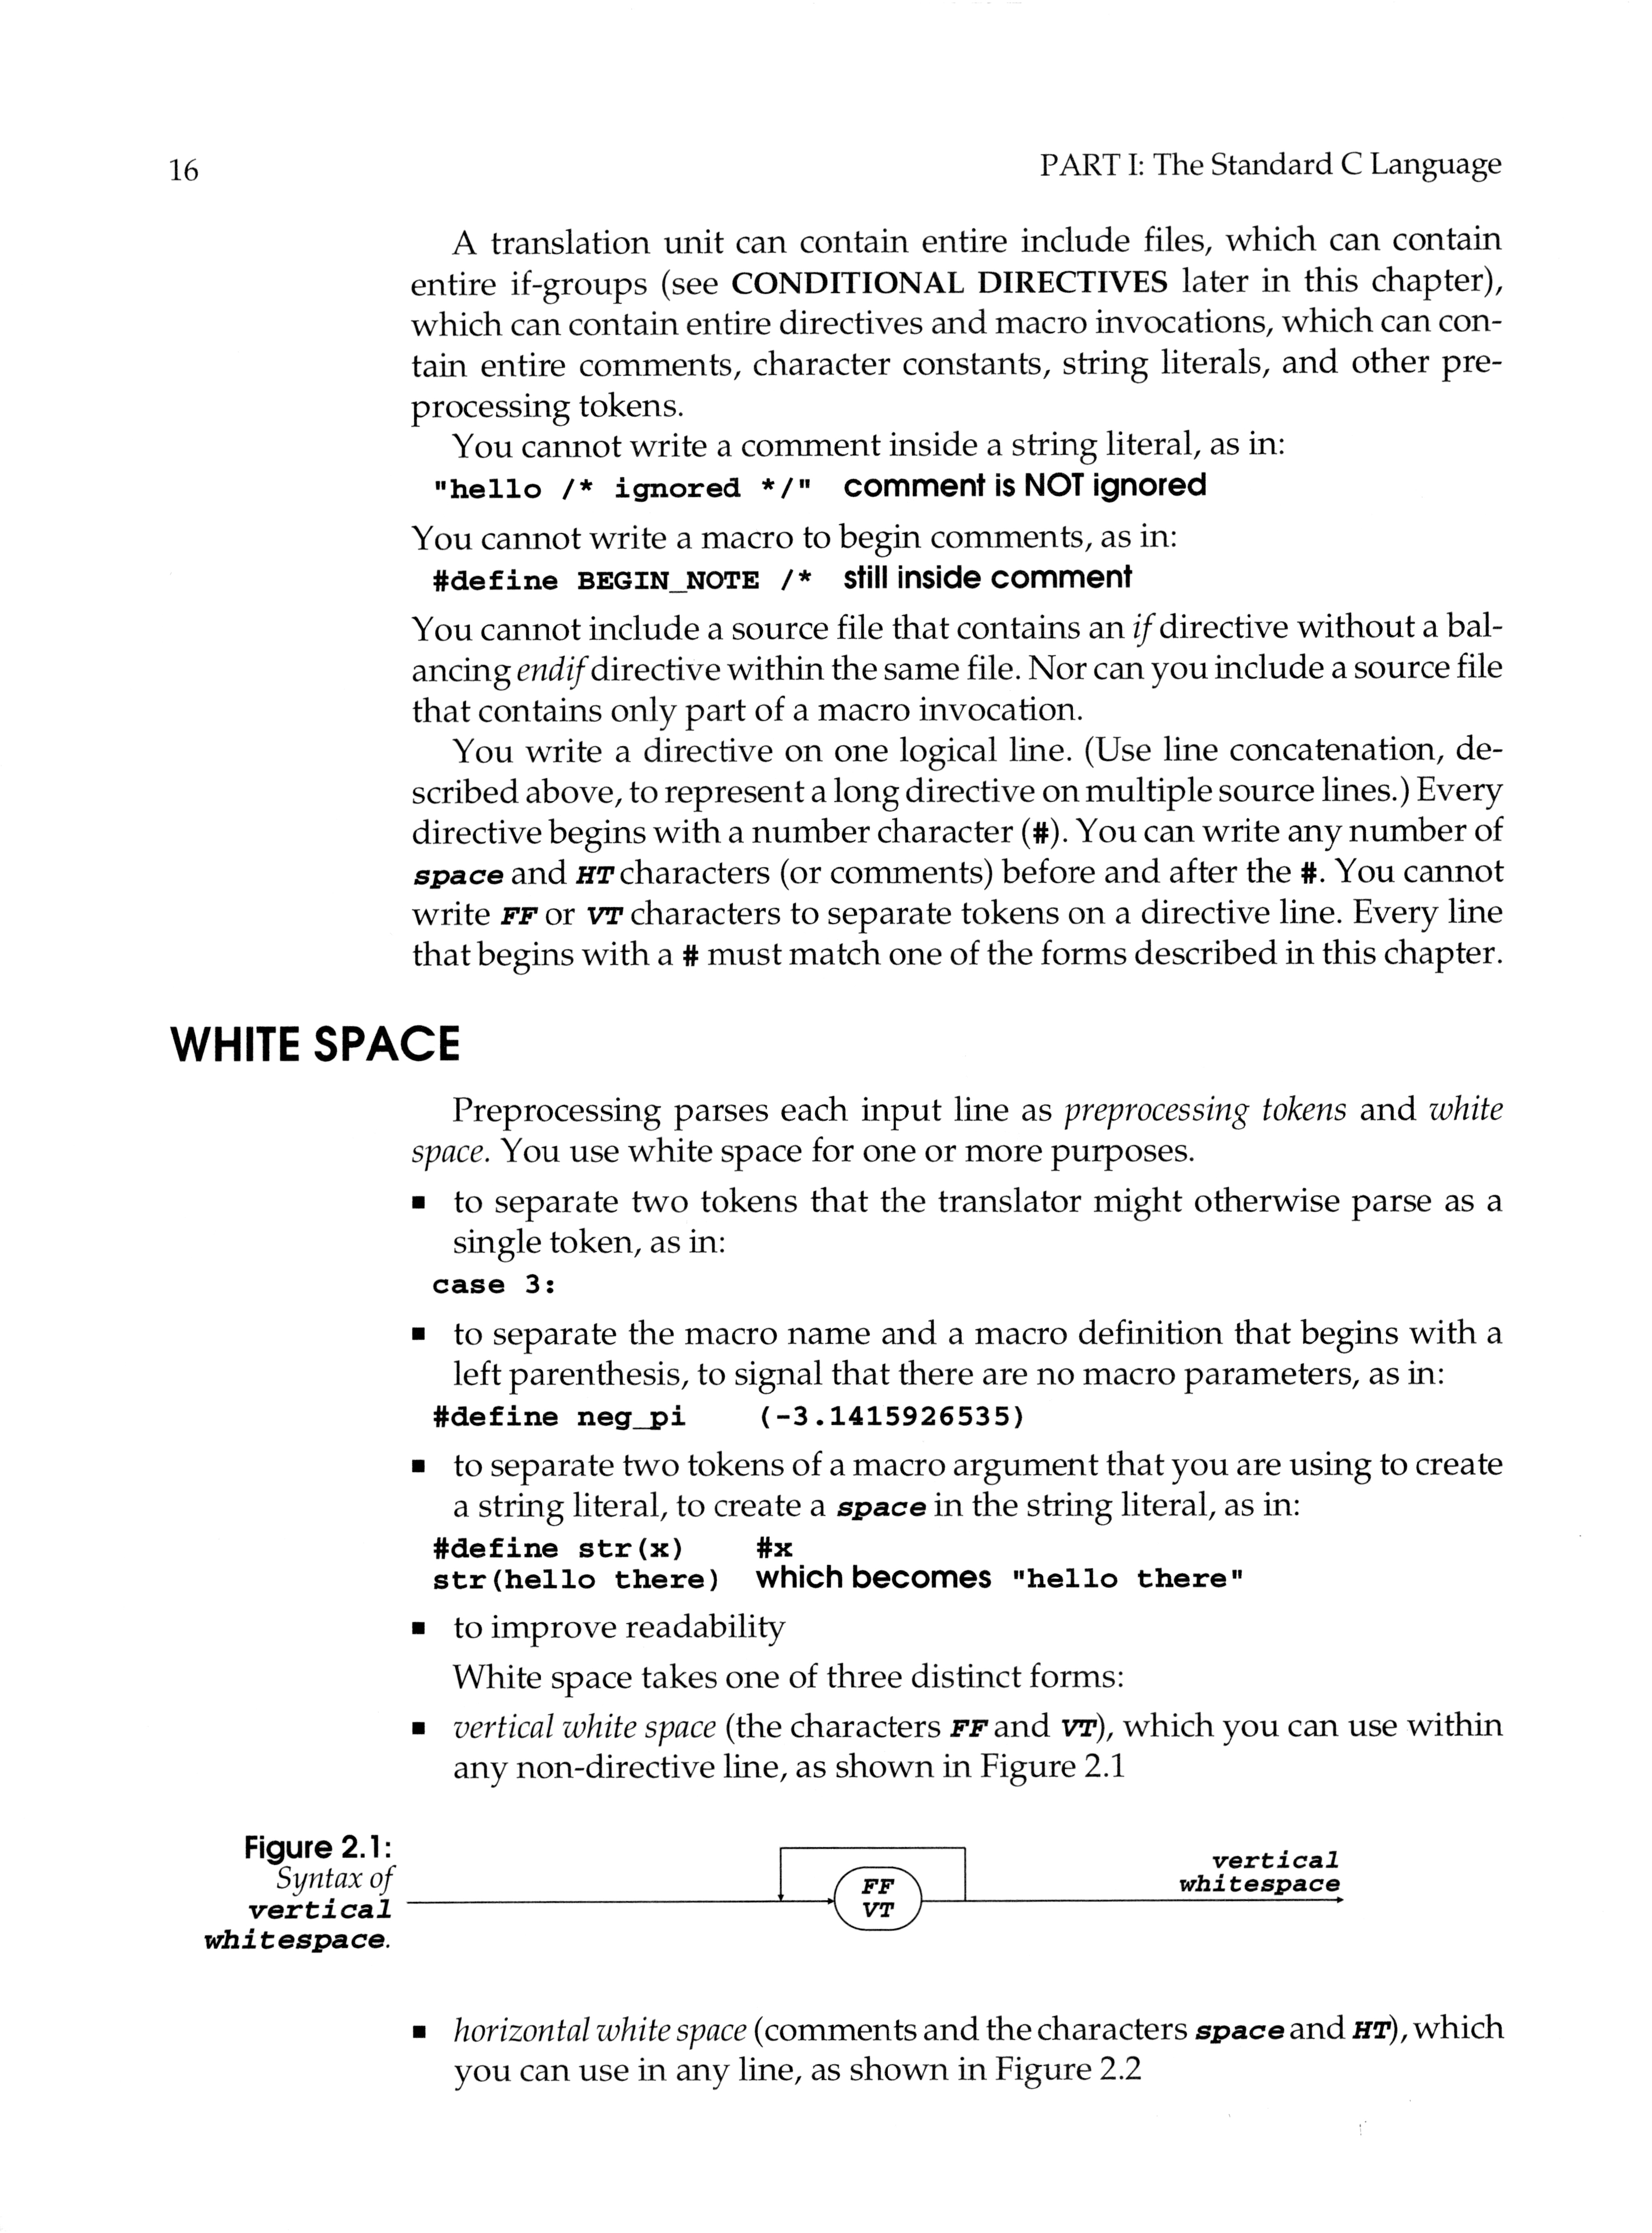 16
PART I: The Standard C Language
A translation unit can contain entire include files, which can contain
entire if-groups (see CONDITIONAL DIRECTIVES later in this chapter),
which can contain entire directives and macro invocations, which can con-
tain entire comments, character constants, string literals, and other pre-
processing tokens.
You cannot write a comment inside a string literal, as in:
"hello /* ignored */" comment is NOT ignored
You cannot write a macro to begin comments, as in:
#define BEGIN_NOTE /* still inside comment
You cannot include a source file that contains an if directive without a bal-
ancing endif directive within the same file. Nor can you include a source file
that contains only part of a macro invocation.
You write a directive on one logical line. (Use line concatenation, de-
scribed above, to represent a long directive on multiple source lines.) Every
directive begins with a number character (#). You can write any number of
space and HT characters (or comments) before and after the #. You cannot
write FF or VT characters to separate tokens on a directive line. Every line
that begins with a # must match one of the forms described in this chapter.
WHITE SPACE
Preprocessing parses each input line as preprocessing tokens and white
space. You use white space for one or more purposes.
▪ to separate two tokens that the translator might otherwise parse as a
single token, as in:
case 3:
▪ to separate the macro name and a macro definition that begins with a
left parenthesis, to signal that there are no macro parameters, as in:
#define neg_pi (-3.1415926535)
▪ to separate two tokens of a macro argument that you are using to create
a string literal, to create a space in the string literal, as in:
#define str(x) #x
str(hello there) which becomes "hello there"
▪ to improve readability
White space takes one of three distinct forms:
▪ vertical white space (the characters FF and VT), which you can use within
any non-directive line, as shown in Figure 2.1
Figure 2.1:
Syntax of
vertical
whitespace.
FF
VT
vertical
whitespace
▪ horizontal white space (comments and the characters space and HT), which
you can use in any line, as shown in Figure 2.2